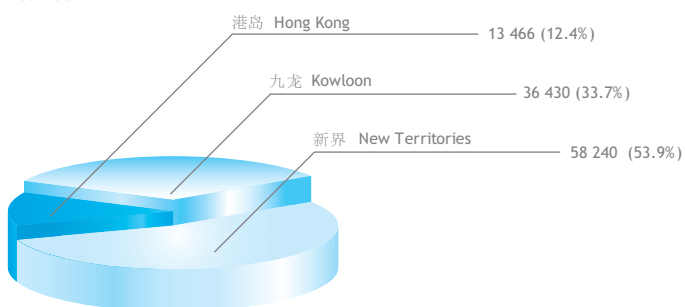 港岛 Hong Kong 13 466 (12.4%)
九龙 Kowloon 36 430 (33.7%)
新界 New Territories 58 240 (53.9%)